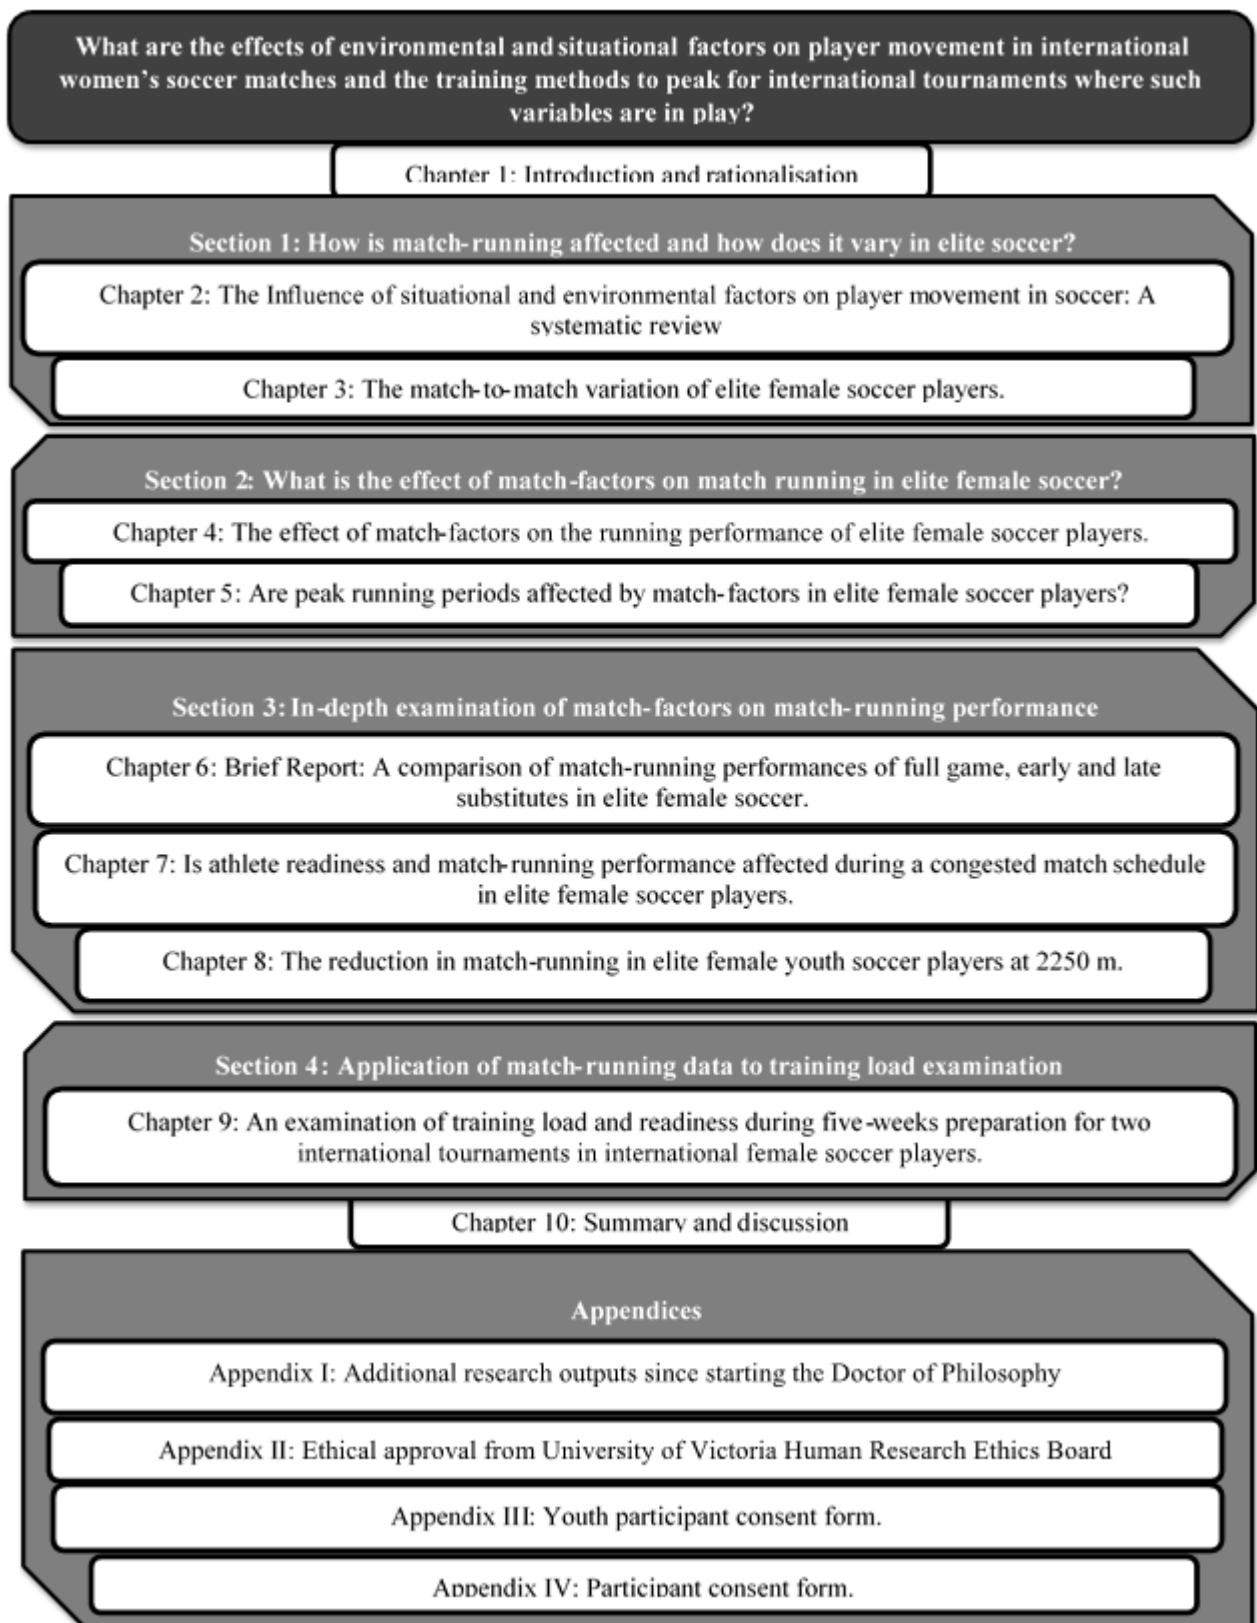 What are the effects of environmental and situational factors on player movement in international
women's soccer matches and the training methods to peak for international tournaments where such
variables are in play?
Chapter 1: Introduction and rationalisation
Section 1: How is match-running affected and how does it vary in elite soccer?
Chapter 2: The Influence of situational and environmental factors on player movement in soccer: A
systematic review
Chapter 3: The match-to-match variation of elite female soccer players.
Section 2: What is the effect of match-factors on match running in elite female soccer?
Chapter 4: The effect of match-factors on the running performance of elite female soccer players.
Chapter 5: Are peak running periods affected by match-factors in elite female soccer players?
Section 3: In-depth examination of match-factors on match-running performance
Chapter 6: Brief Report: A comparison of match-running performances of full game, early and late
substitutes in elite female soccer.
Chapter 7: Is athlete readiness and match-running performance affected during a congested match schedule
in elite female soccer players.
Chapter 8: The reduction in match-running in elite female youth soccer players at 2250 m.
Section 4: Application of match-running data to training load examination
Chapter 9: An examination of training load and readiness during five-weeks preparation for two
international tournaments in international female soccer players.
Chapter 10: Summary and discussion
Appendices
Appendix I: Additional research outputs since starting the Doctor of Philosophy
Appendix II: Ethical approval from University of Victoria Human Research Ethics Board
Appendix III: Youth participant consent form.
Appendix IV: Participant consent form.